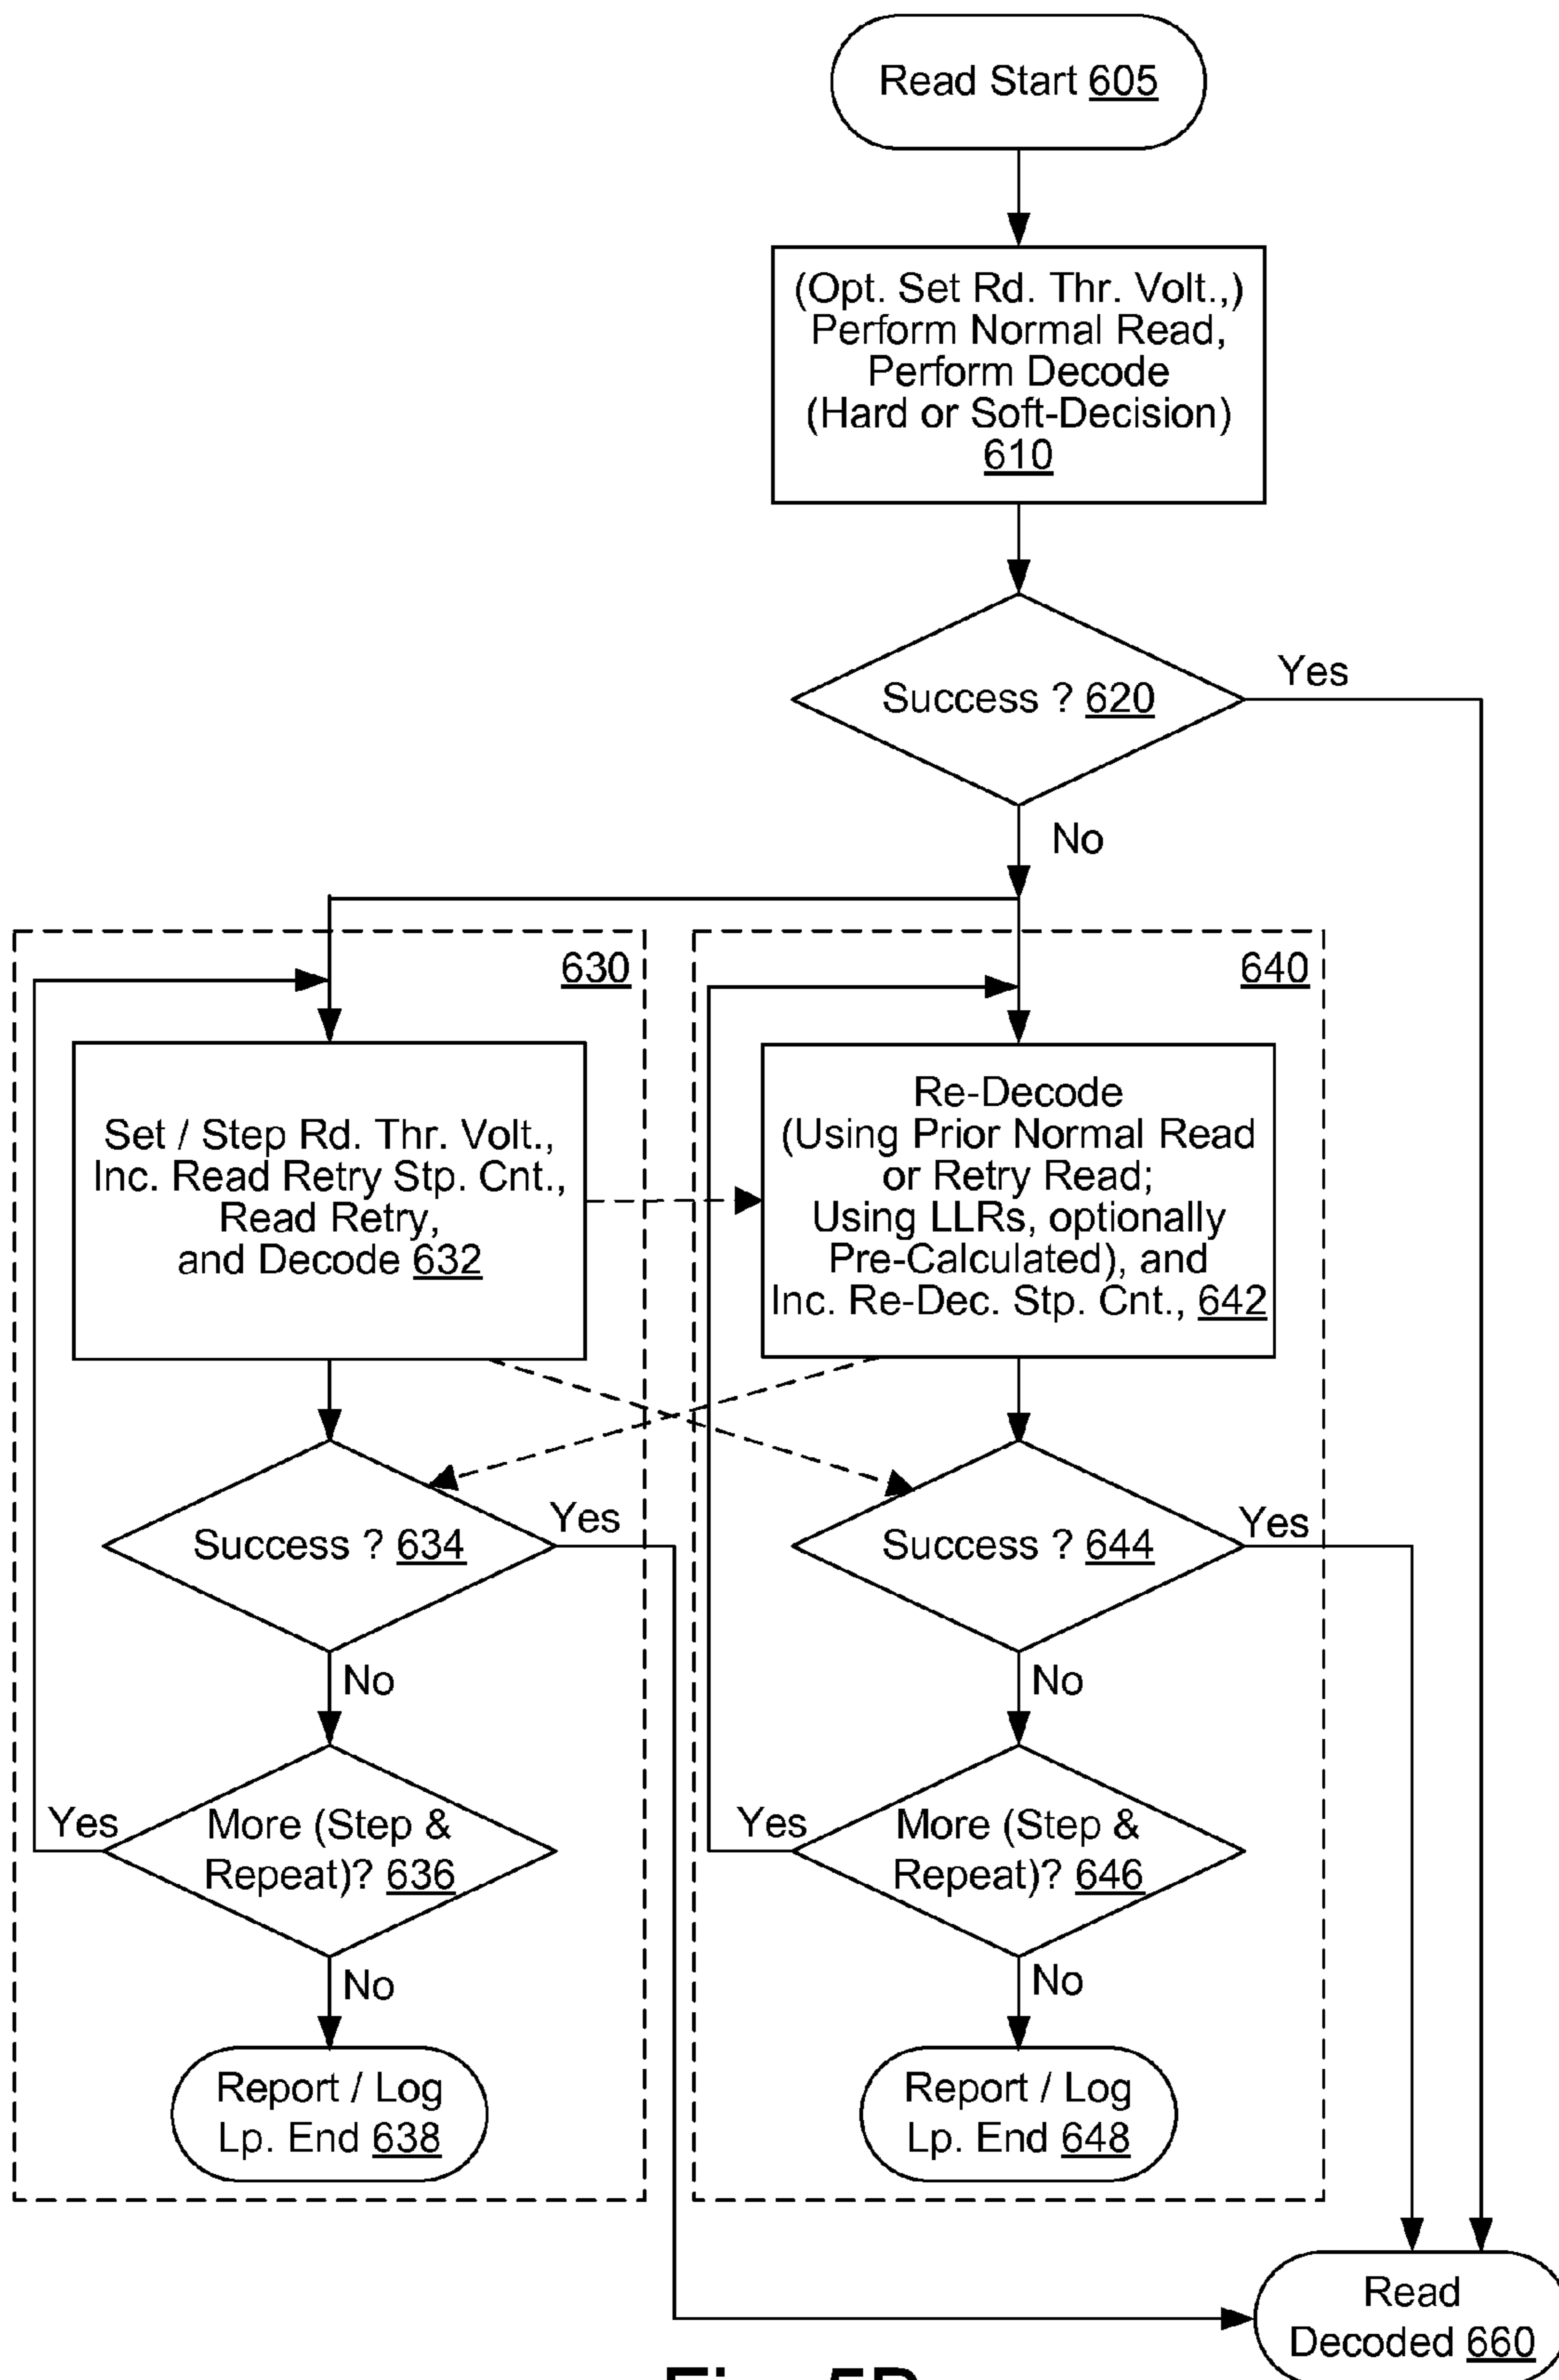 Read Start 605
(Opt. Set Rd. Thr. Volt.,)
Perform Normal Read,
Perform Decode
(Hard or Soft-Decision)
610
Success ? 620
Yes
No
630
Set / Step Rd. Thr. Volt.,
Inc. Read Retry Stp. Cnt.,
Read Retry,
and Decode 632
Success ? 634
Yes
No
More (Step &
Repeat)? 636
Yes
No
Report / Log
Lp. End 638
640
Re-Decode
(Using Prior Normal Read
or Retry Read;
Using LLRs, optionally
Pre-Calculated), and
Inc. Re-Dec. Stp. Cnt., 642
Success ? 644
Yes
No
More (Step &
Repeat)? 646
Yes
No
Report / Log
Lp. End 648
Read
Decoded 660